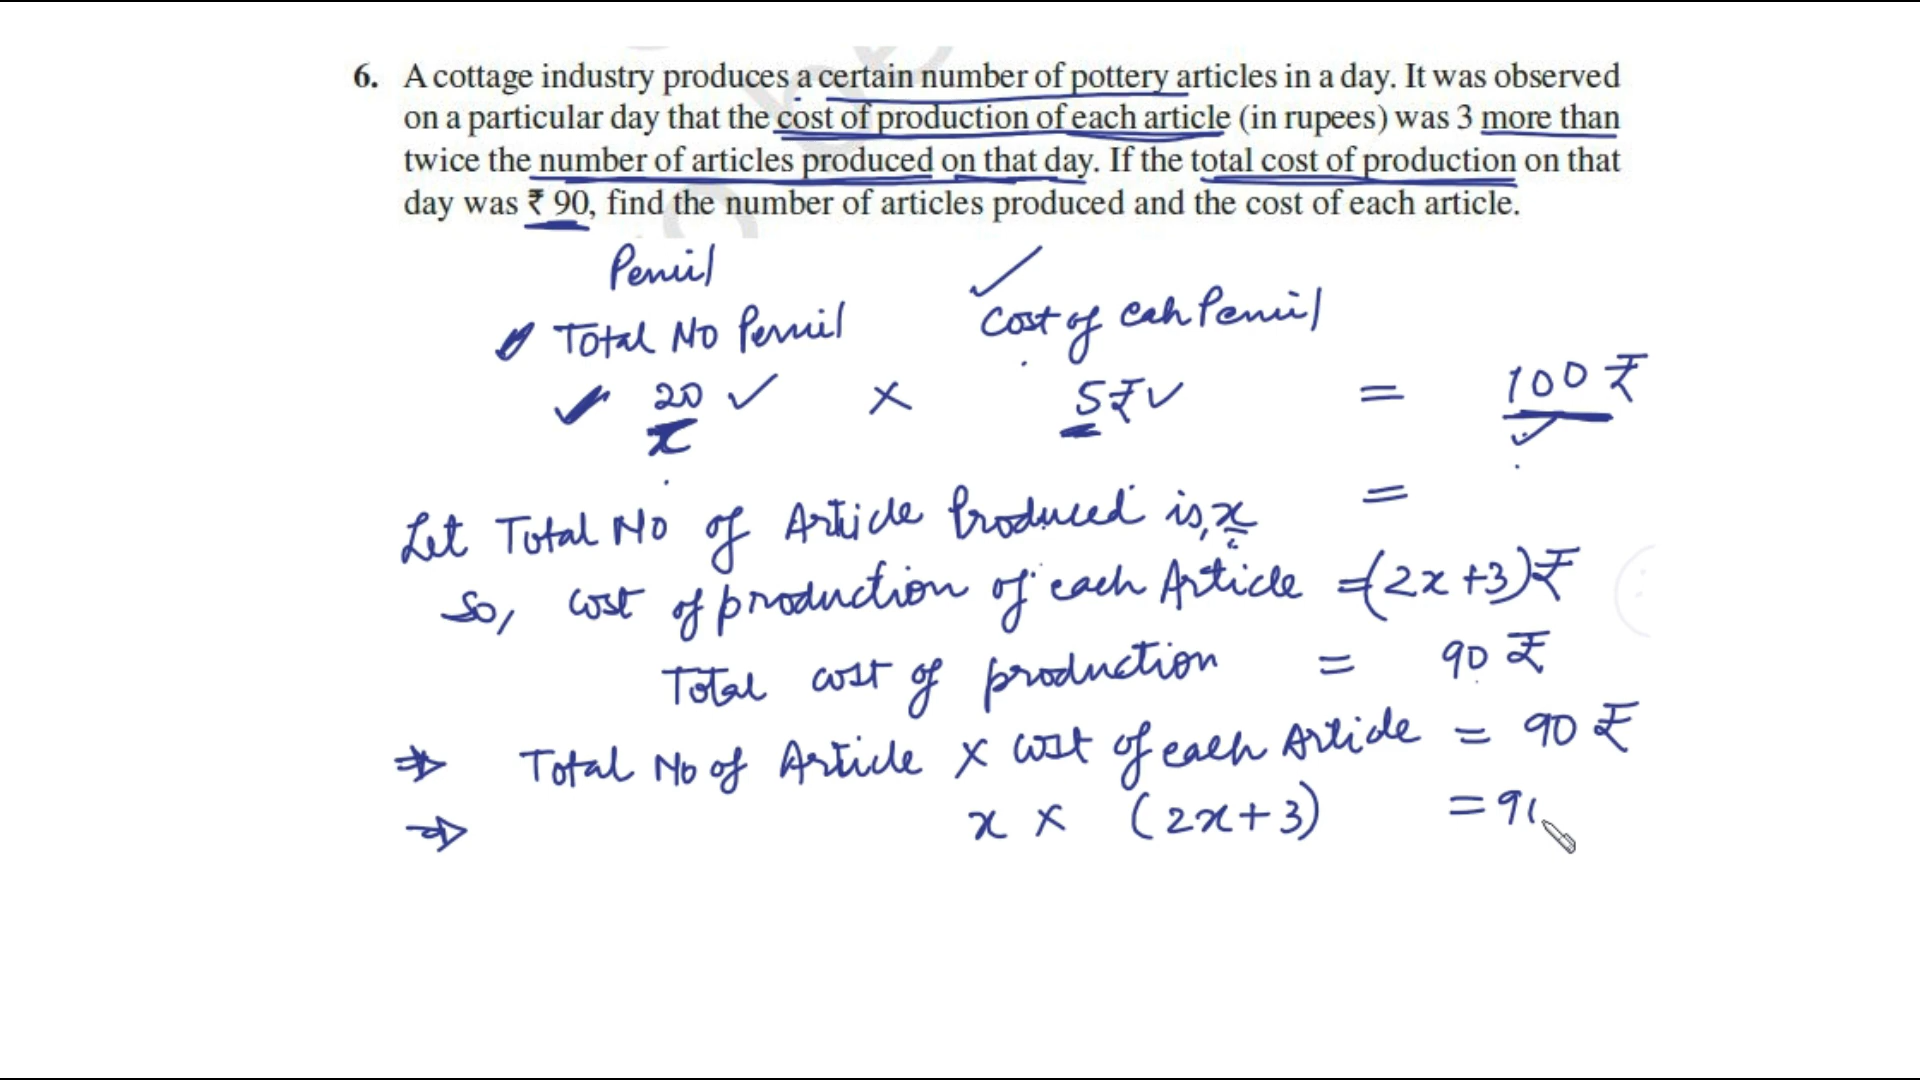 6. A cottage industry produces a certain number of pottery articles in a day. It was observed
on a particular day that the cost of production of each article (in rupees) was 3 more than
twice the number of articles produced on that day. If the total cost of production on that
day was ₹ 90, find the number of articles produced and the cost of each article.
Pencil
Total No Pencil Cost of Each Pencil
20 × 5₹ = 100 ₹
x
=
Let Total No of Article Produced is, x
So, cost of production of each Article = (2x+3)₹
Total cost of production = 90 ₹
⇒ Total No of Article × cost of each Article = 90 ₹
⇒ x × (2x+3) = 9